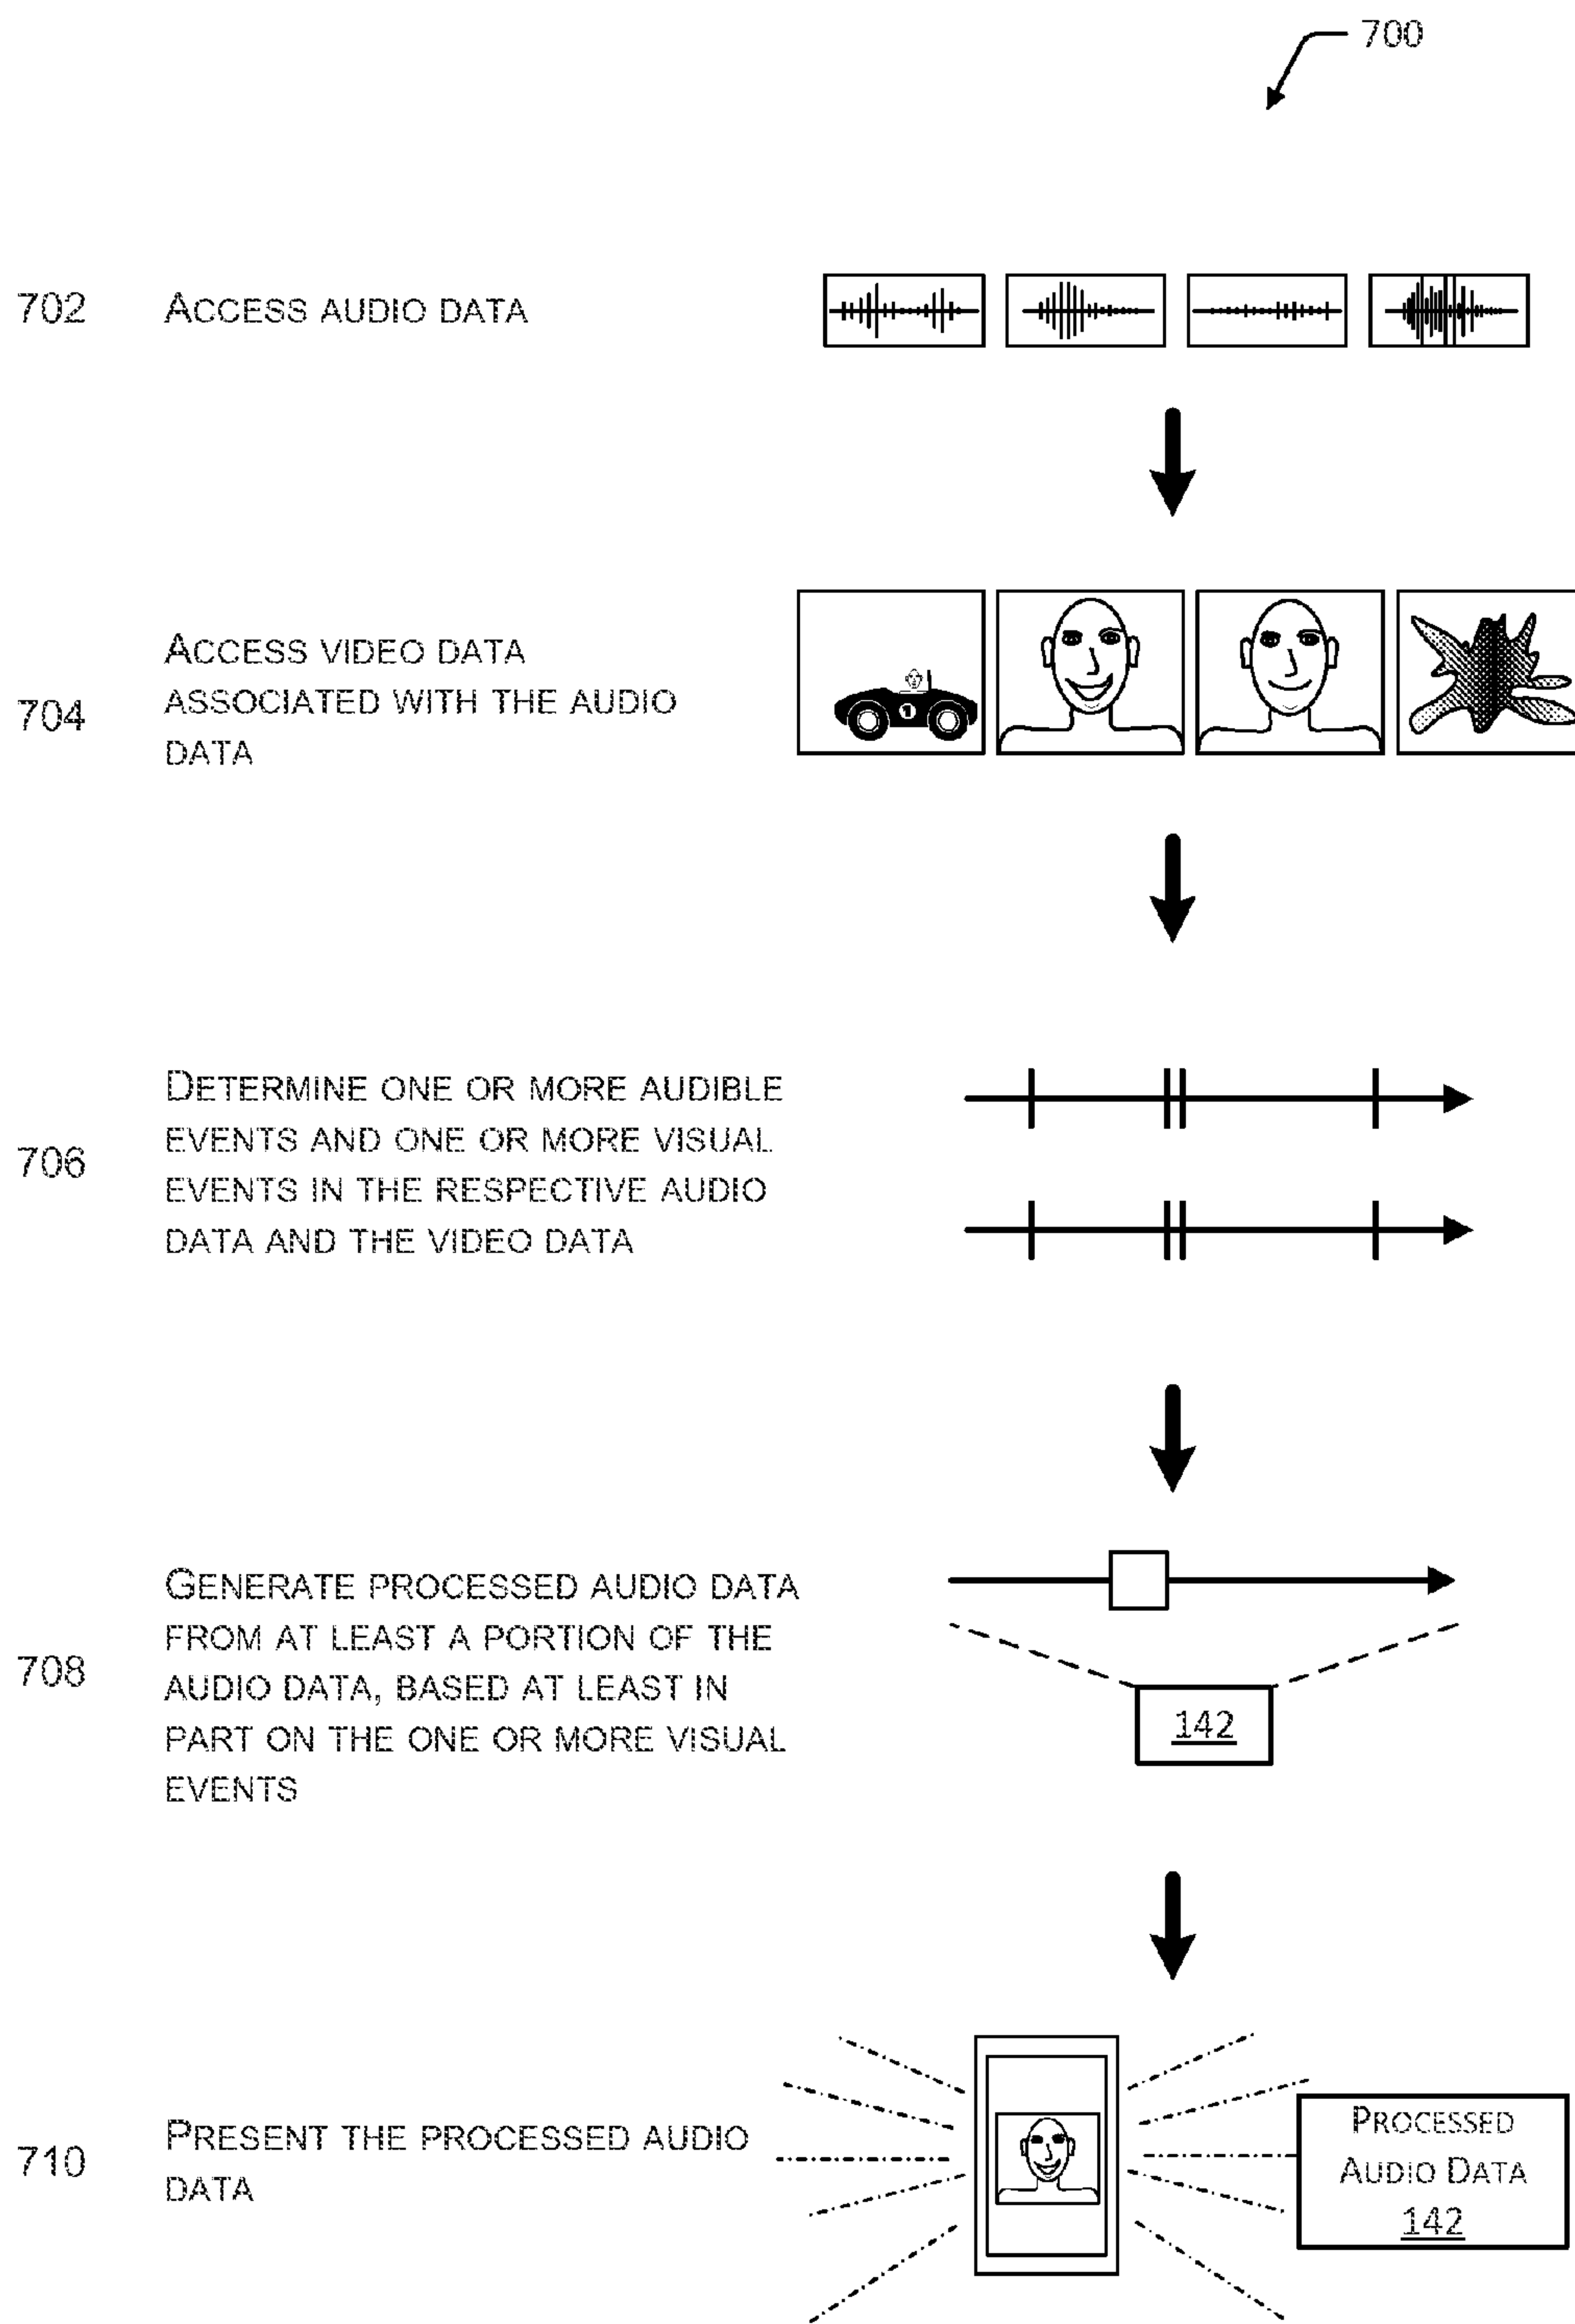 700
702 ACCESS AUDIO DATA
ACCESS VIDEO DATA
704 ASSOCIATED WITH THE AUDIO
DATA
1
DETERMINE ONE OR MORE AUDIBLE
EVENTS AND ONE OR MORE VISUAL
706
EVENTS IN THE RESPECTIVE AUDIO
DATA AND THE VIDEO DATA
GENERATE PROCESSED AUDIO DATA
FROM AT LEAST A PORTION OF THE
708
AUDIO DATA, BASED AT LEAST IN
PART ON THE ONE OR MORE VISUAL
EVENTS
142
710
PRESENT THE PROCESSED AUDIO
DATA
PROCESSED
AUDIO DATA
142